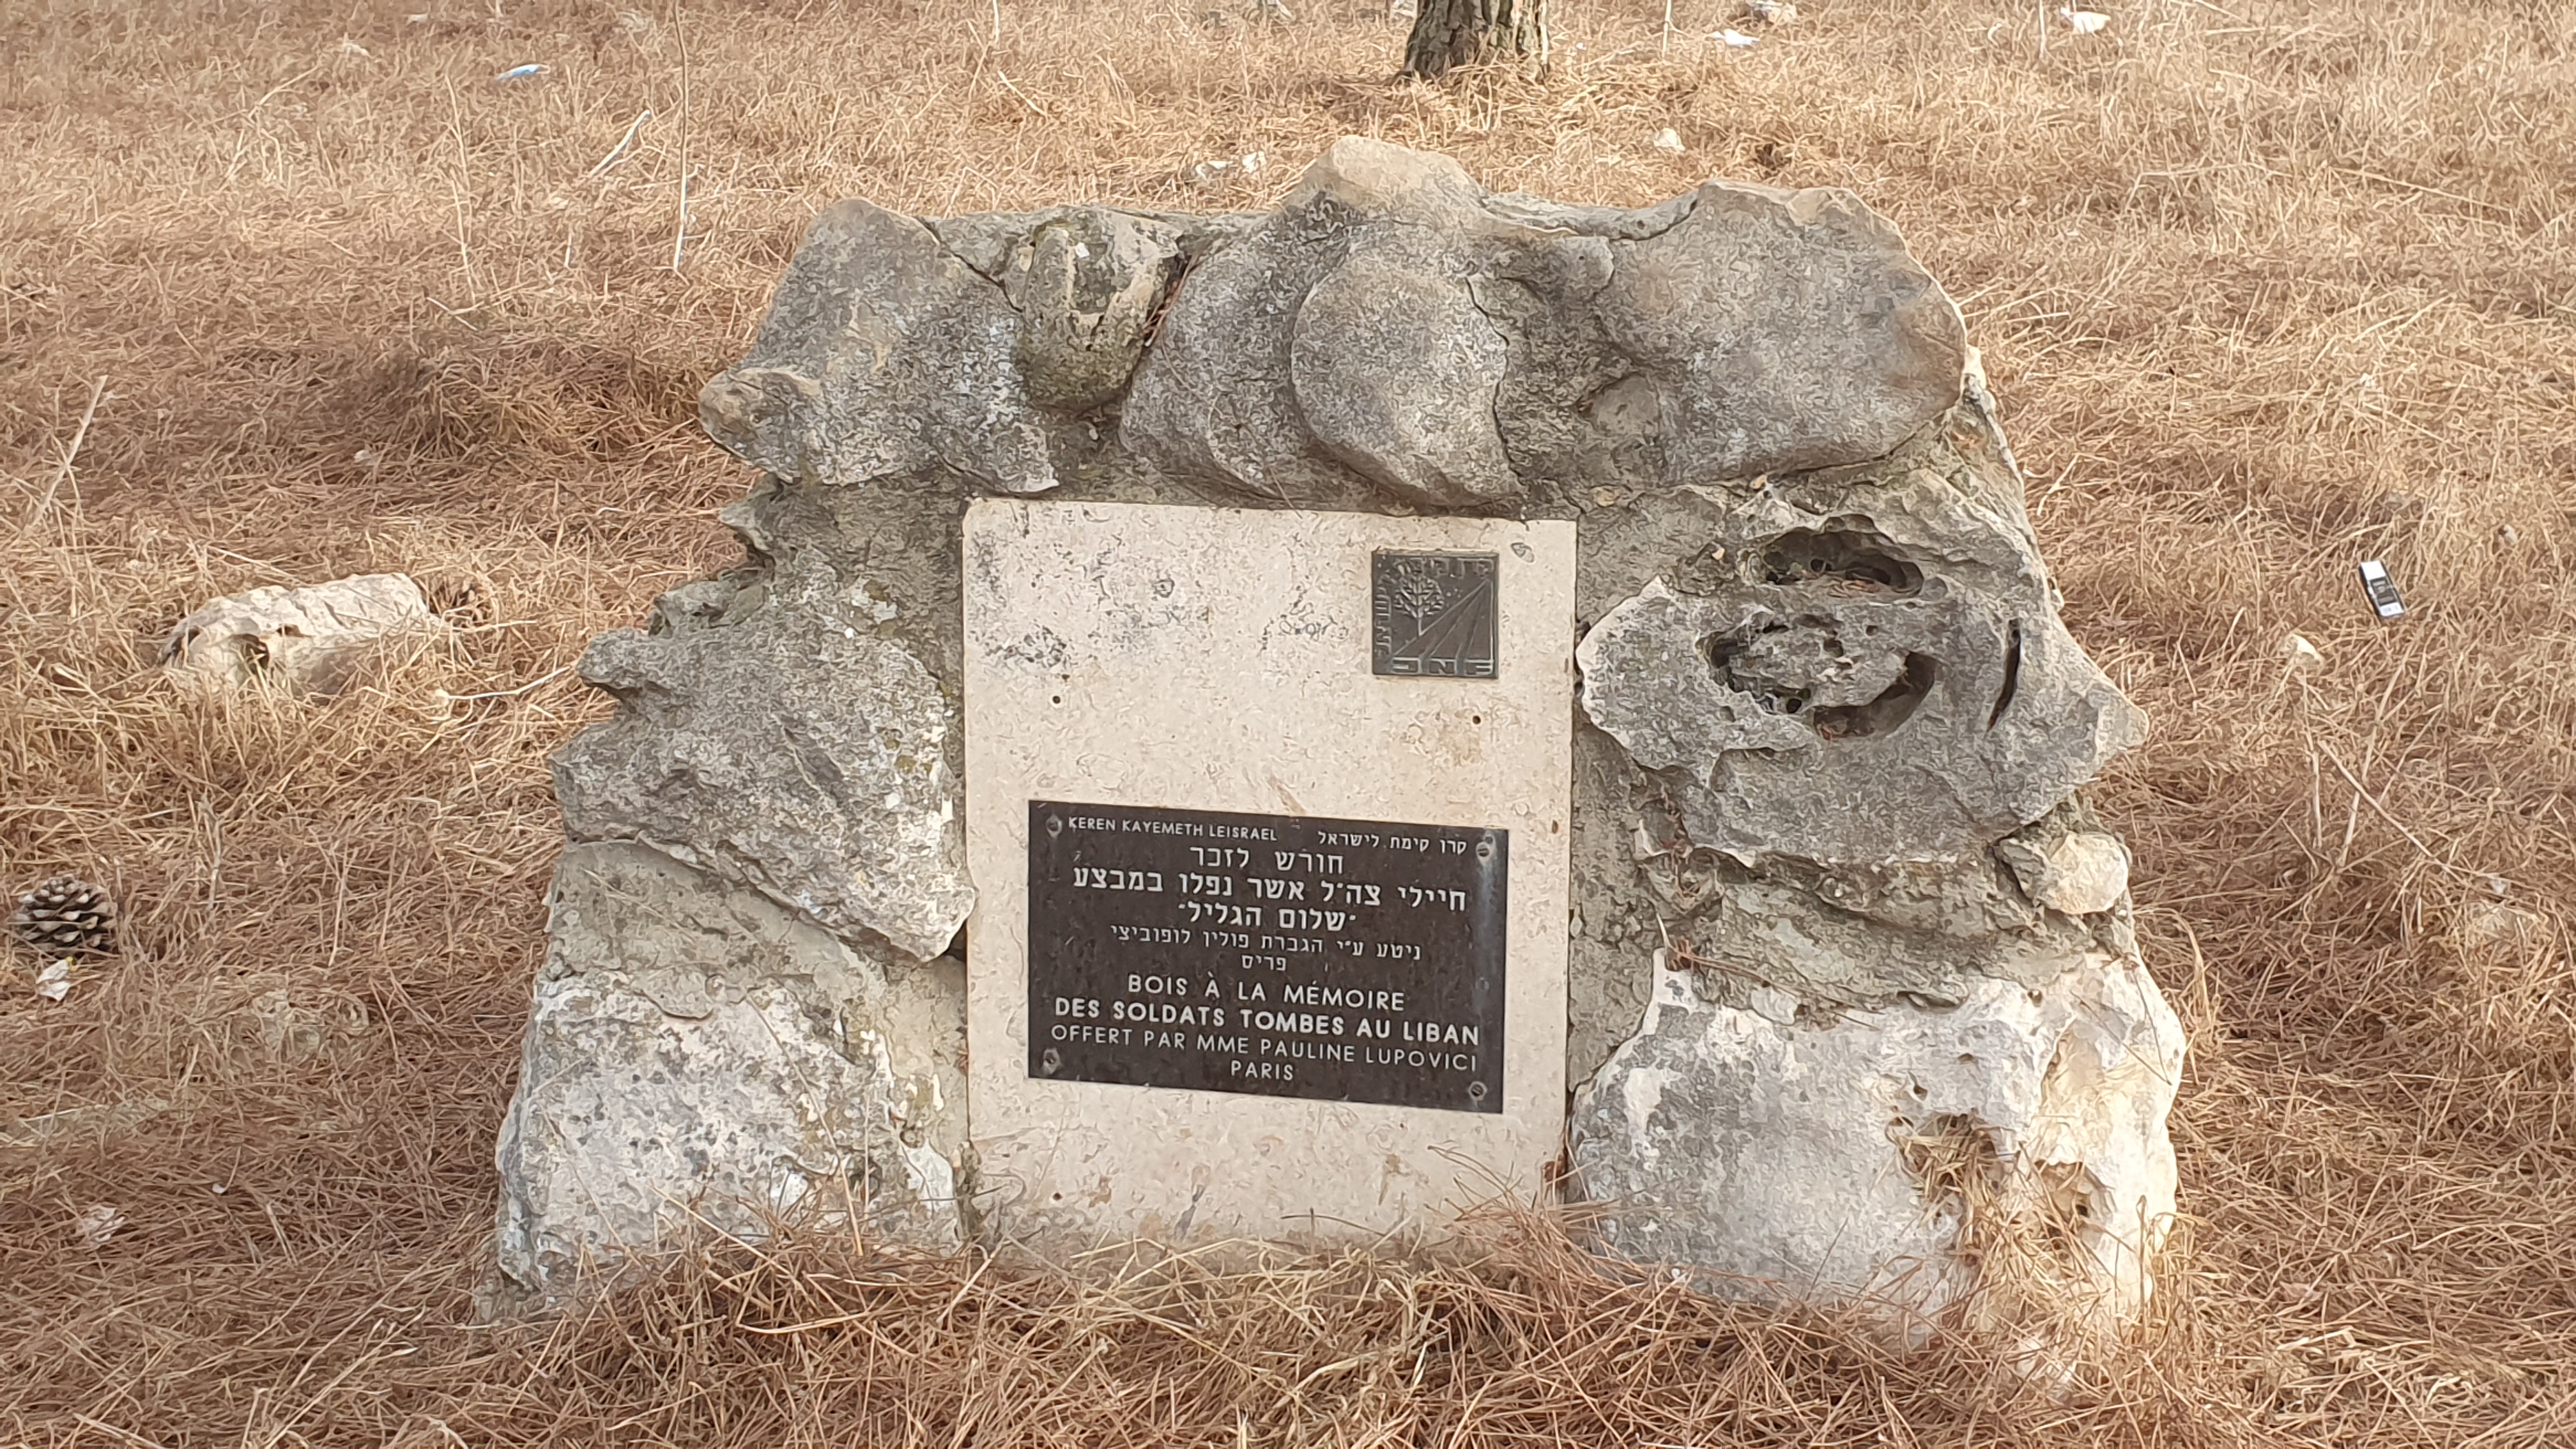 KEREN KAYEMETH LEISRAEL קרן קימת לישראל
חורש לזכר
חיילי צה״ל אשר נפלו במבצע
״שלום הגליל״
ניטע ע״י הגברת פולין לופוביצי
פריס
BOIS À LA MÉMOIRE
DES SOLDATS TOMBES AU LIBAN
OFFERT PAR MME PAULINE LUPOVICI
PARIS